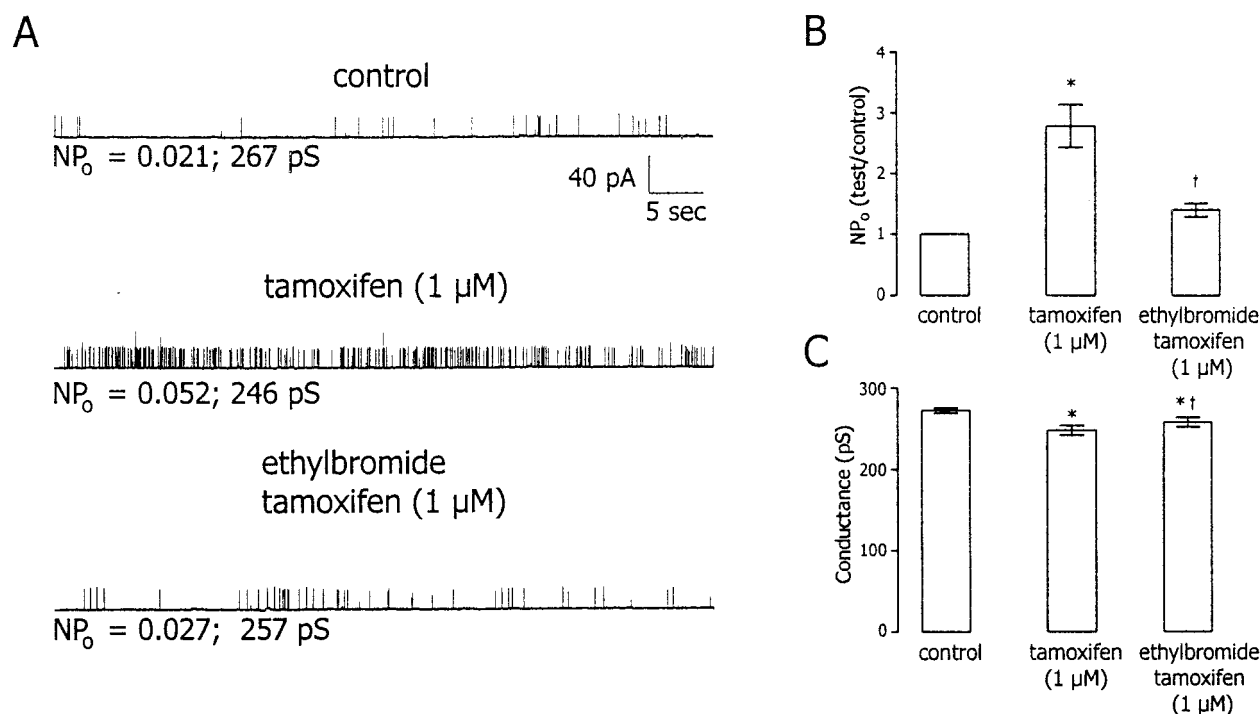 A
control
NPo = 0.021; 267 pS
40 pA
5 sec
tamoxifen (1 µM)
NPo = 0.052; 246 pS
ethylbromide
tamoxifen (1 µM)
NPo = 0.027; 257 pS
B
NPo (test/control)
4
3
2
1
0
*
†
control
tamoxifen
(1 µM)
ethylbromide
tamoxifen
(1 µM)
C
Conductance (pS)
300
200
100
0
*
* †
control
tamoxifen
(1 µM)
ethylbromide
tamoxifen
(1 µM)